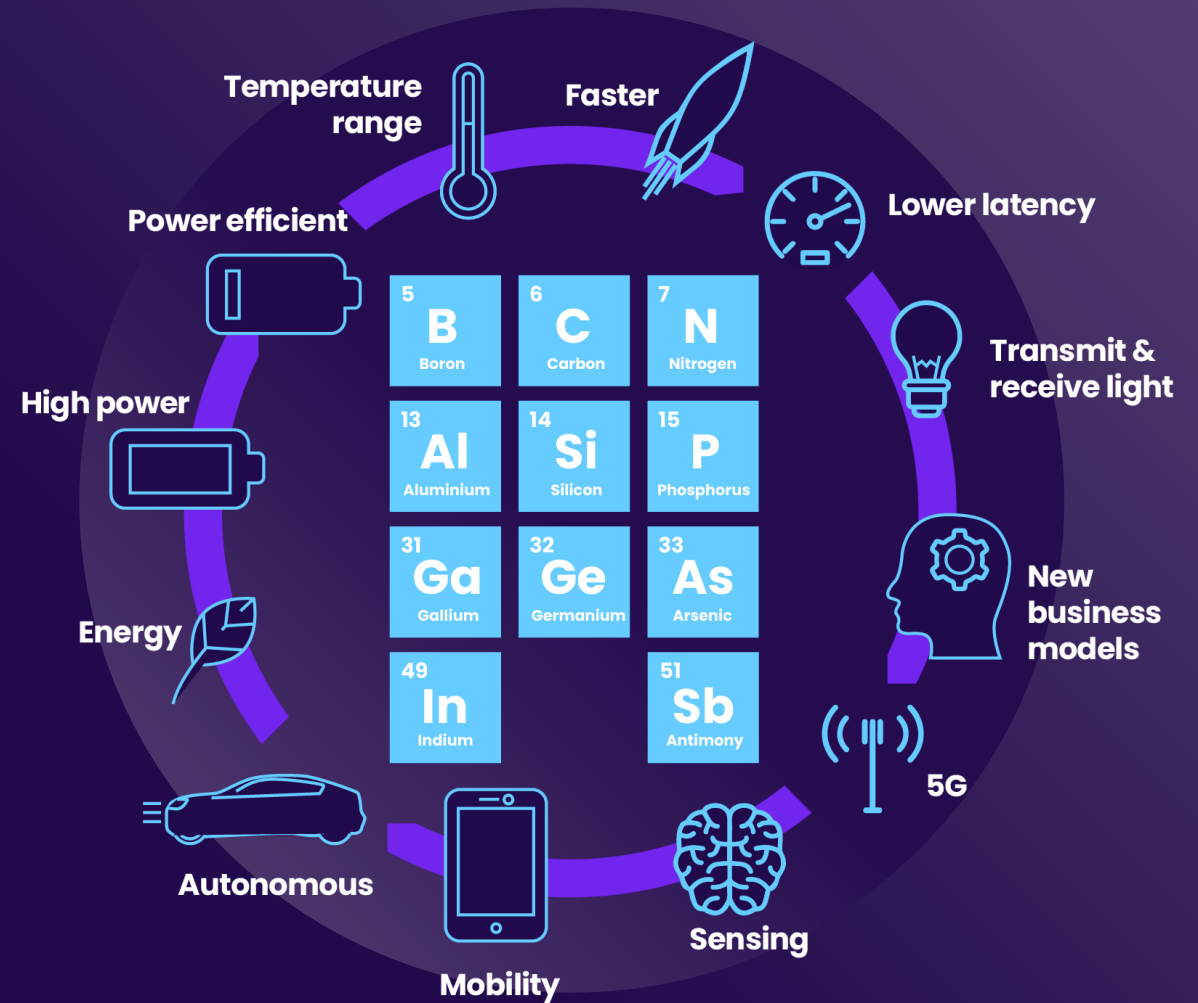 Temperature
range
Faster
Lower latency
Power efficient
Transmit &
receive light
High power
New
business
models
Energy
5G
Autonomous
Sensing
Mobility
5
B
Boron
6
C
Carbon
7
N
Nitrogen
13
Al
Aluminium
14
Si
Silicon
15
P
Phosphorus
31
Ga
Gallium
32
Ge
Germanium
33
As
Arsenic
49
In
Indium
51
Sb
Antimony